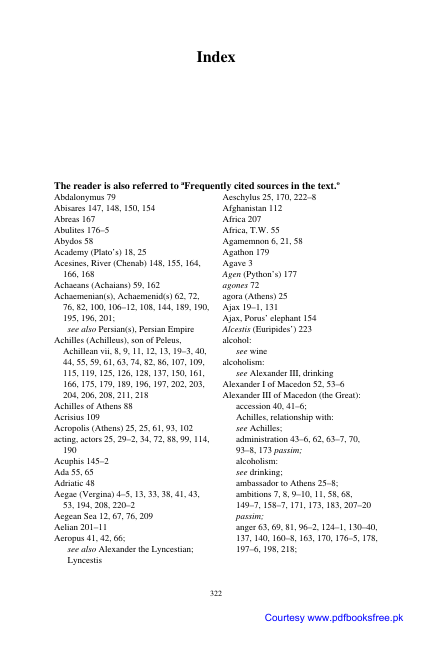 Index
The reader is also referred to "Frequently cited sources in the text."
Abdalonymus 79
Abisares 147, 148, 150, 154
Abreas 167
Abulites 176–5
Abydos 58
Academy (Plato's) 18, 25
Acesines, River (Chenab) 148, 155, 164,
166, 168
Achaeans (Achaians) 59, 162
Achaemenian(s), Achaemenid(s) 62, 72,
76, 82, 100, 106–12, 108, 144, 189, 190,
195, 196, 201;
see also Persian(s), Persian Empire
Achilles (Achilleus), son of Peleus,
Achillean vii, 8, 9, 11, 12, 13, 19–3, 40,
44, 55, 59, 61, 63, 74, 82, 86, 107, 109,
115, 119, 125, 126, 128, 137, 150, 161,
166, 175, 179, 189, 196, 197, 202, 203,
204, 206, 208, 211, 218
Achilles of Athens 88
Acrisius 109
Acropolis (Athens) 25, 25, 61, 93, 102
acting, actors 25, 29–2, 34, 72, 88, 99, 114,
190
Acuphis 145–2
Ada 55, 65
Adriatic 48
Aegae (Vergina) 4–5, 13, 33, 38, 41, 43,
53, 194, 208, 220–2
Aegean Sea 12, 67, 76, 209
Aelian 201–11
Aeropus 41, 42, 66;
see also Alexander the Lyncestian;
Lyncestis
Aeschylus 25, 170, 222–8
Afghanistan 112
Africa 207
Africa, T.W. 55
Agamemnon 6, 21, 58
Agathon 179
Agave 3
Agen (Python's) 177
agones 72
agora (Athens) 25
Ajax 19–1, 131
Ajax, Porus' elephant 154
Alcestis (Euripides') 223
alcohol:
see wine
alcoholism:
see Alexander III, drinking
Alexander I of Macedon 52, 53–6
Alexander III of Macedon (the Great):
accession 40, 41–6;
Achilles, relationship with:
see Achilles;
administration 43–6, 62, 63–7, 70,
93–8, 173 passim;
alcoholism:
see drinking;
ambassador to Athens 25–8;
ambitions 7, 8, 9–10, 11, 58, 68,
149–7, 158–7, 171, 173, 183, 207–20
passim;
anger 63, 69, 81, 96–2, 124–1, 130–40,
137, 140, 160–8, 163, 170, 176–5, 178,
197–6, 198, 218;
322
Courtesy www.pdfbooksfree.pk